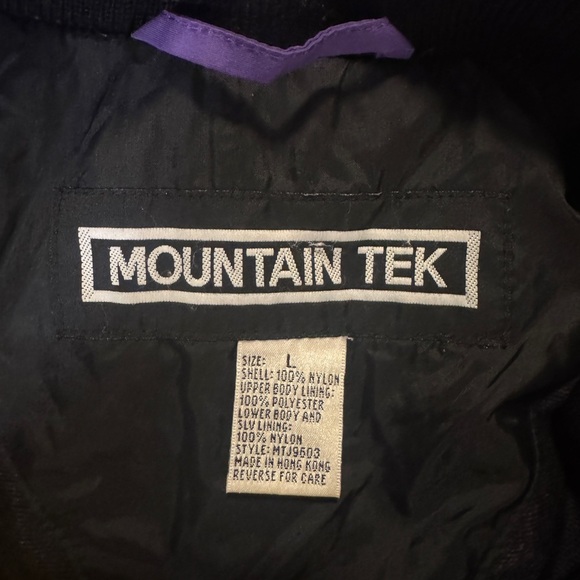 MOUNTAIN TEK
SIZE: L
SHELL: 100% NYLON
UPPER BODY LINING:
100% POLYESTER
LOWER BODY AND
SLV LINING:
100% NYLON
STYLE: MTJ9603
MADE IN HONG KONG
REVERSE FOR CARE